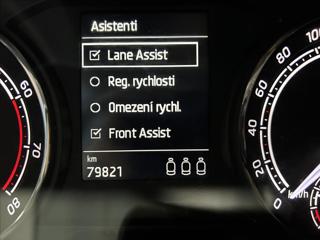 Asistenti
Lane Assist
Reg. rychlosti
Omezení rychl.
Front Assist
km
79821
80
70
60
0
20
40
60
80
100
km/h